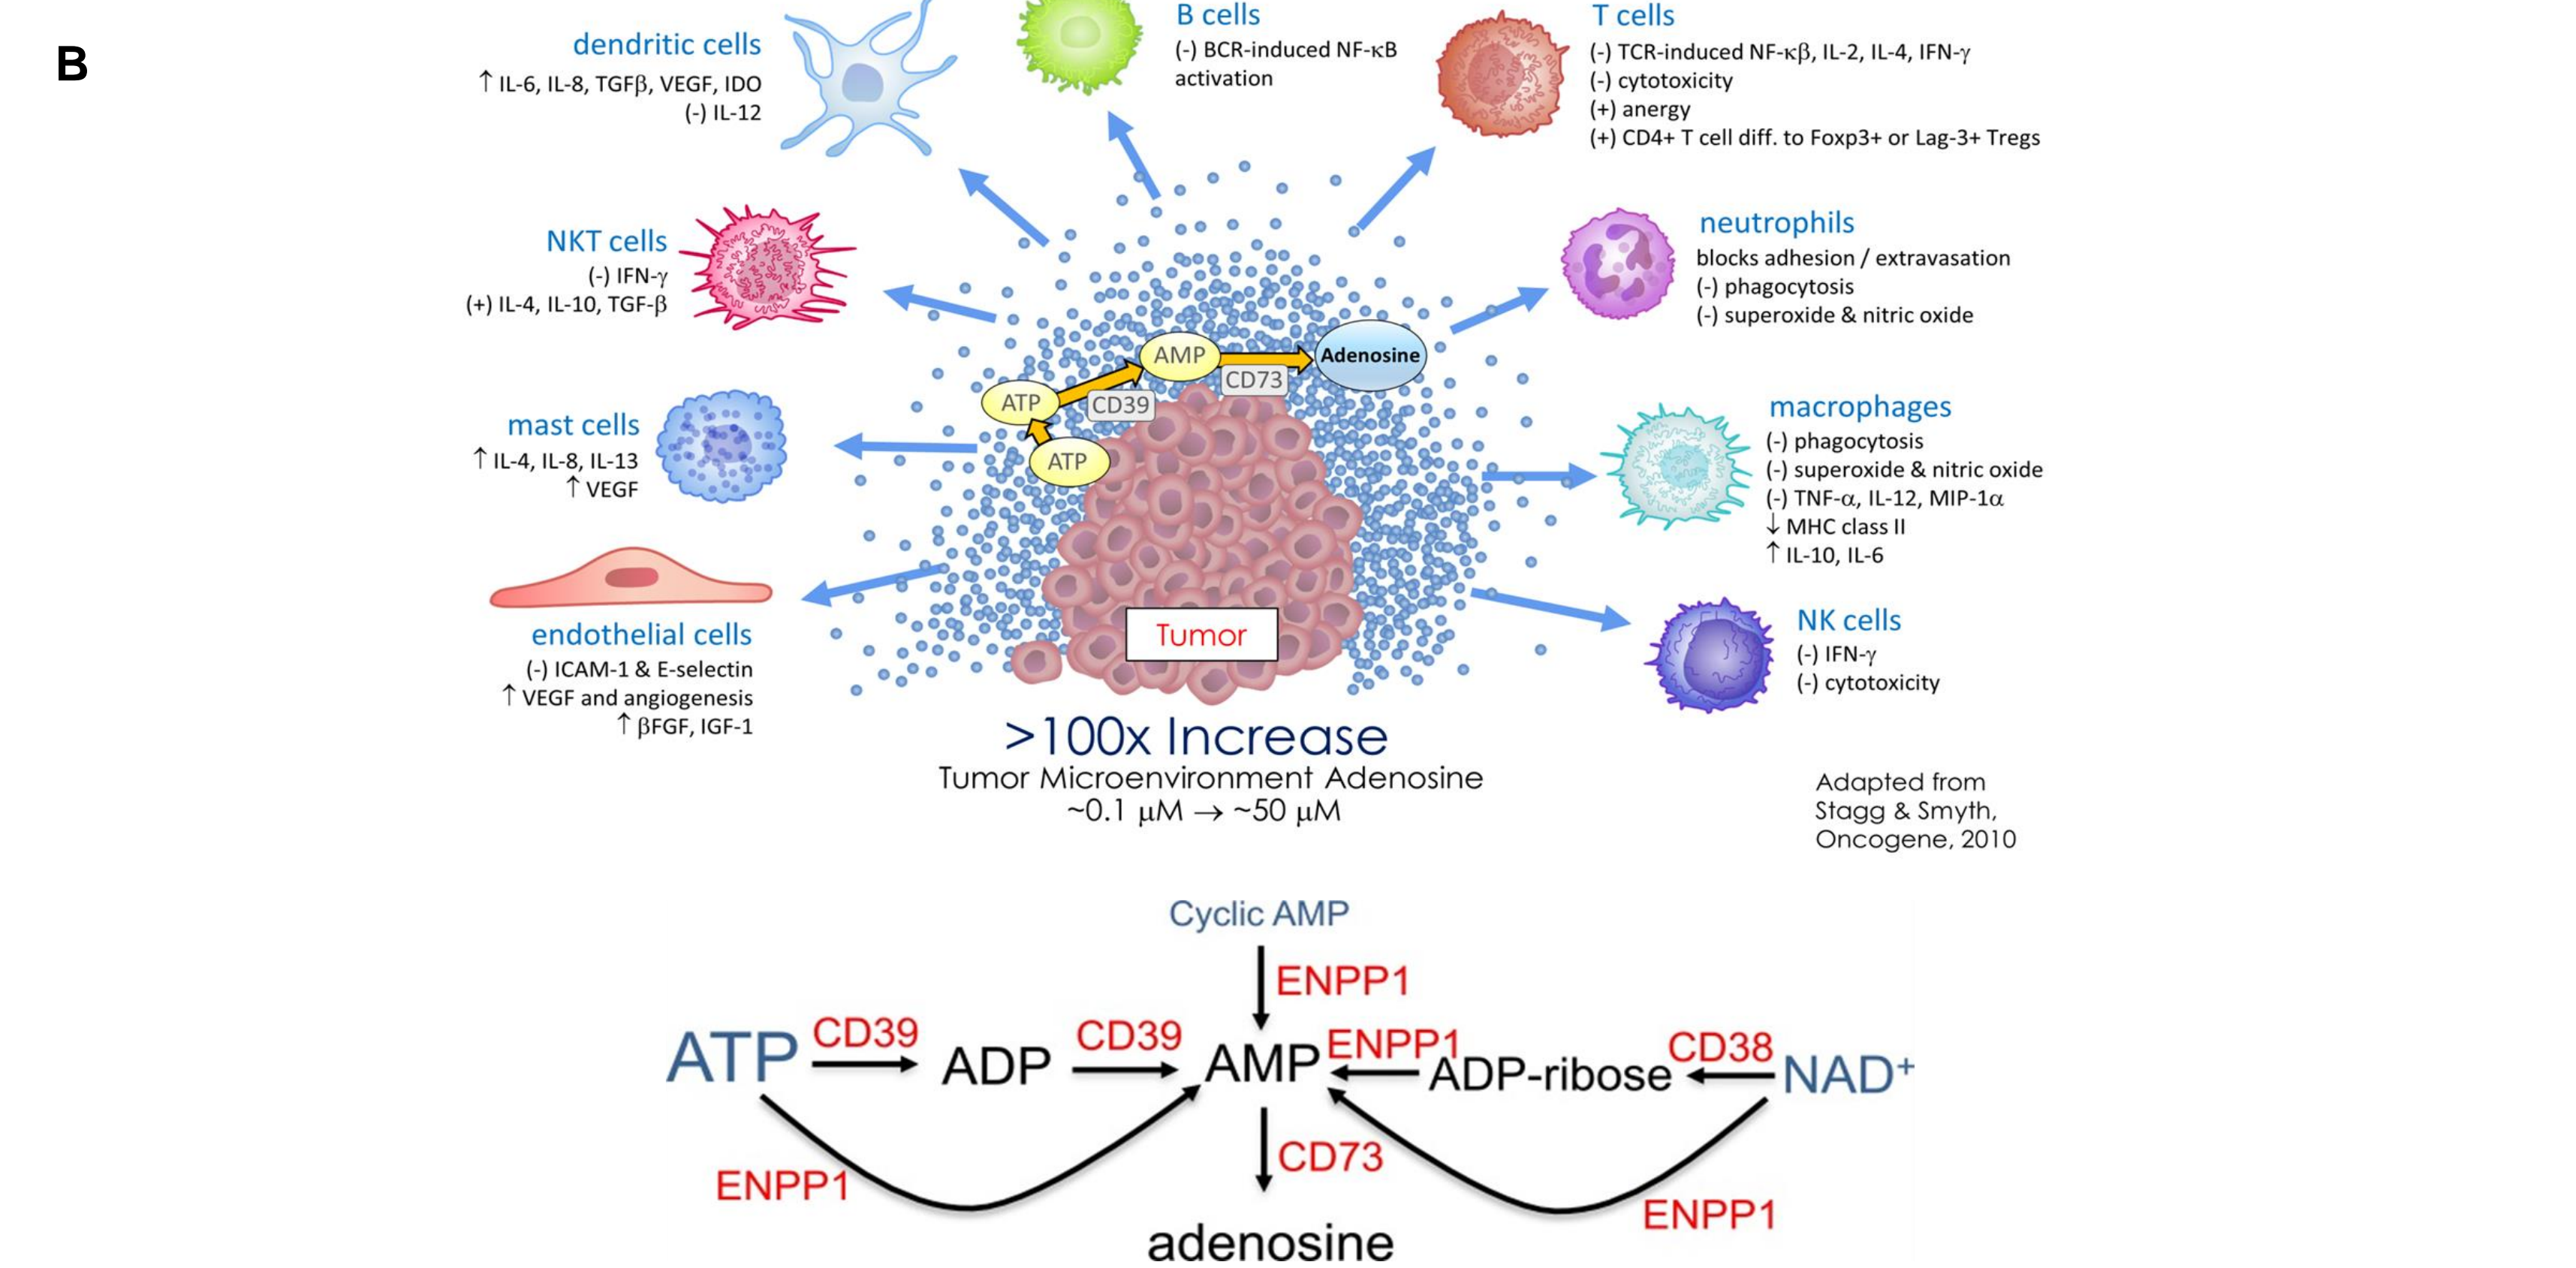 B
dendritic cells
↑ IL-6, IL-8, TGFβ, VEGF, IDO
(-) IL-12
B cells
(-) BCR-induced NF-κB
activation
T cells
(-) TCR-induced NF-κβ, IL-2, IL-4, IFN-γ
(-) cytotoxicity
(+) anergy
(+) CD4+ T cell diff. to Foxp3+ or Lag-3+ Tregs
NKT cells
(-) IFN-γ
(+) IL-4, IL-10, TGF-β
neutrophils
blocks adhesion / extravasation
(-) phagocytosis
(-) superoxide & nitric oxide
AMP
Adenosine
CD73
ATP
CD39
ATP
mast cells
↑ IL-4, IL-8, IL-13
↑ VEGF
macrophages
(-) phagocytosis
(-) superoxide & nitric oxide
(-) TNF-α, IL-12, MIP-1α
↓ MHC class II
↑ IL-10, IL-6
endothelial cells
(-) ICAM-1 & E-selectin
↑ VEGF and angiogenesis
↑ βFGF, IGF-1
Tumor
NK cells
(-) IFN-γ
(-) cytotoxicity
>100x Increase
Tumor Microenvironment Adenosine
~0.1 μM → ~50 μM
Adapted from
Stagg & Smyth,
Oncogene, 2010
Cyclic AMP
ENPP1
ATP CD39 ADP CD39 AMP ENPP1 ADP-ribose CD38 NAD⁺
ENPP1
CD73
ENPP1
adenosine